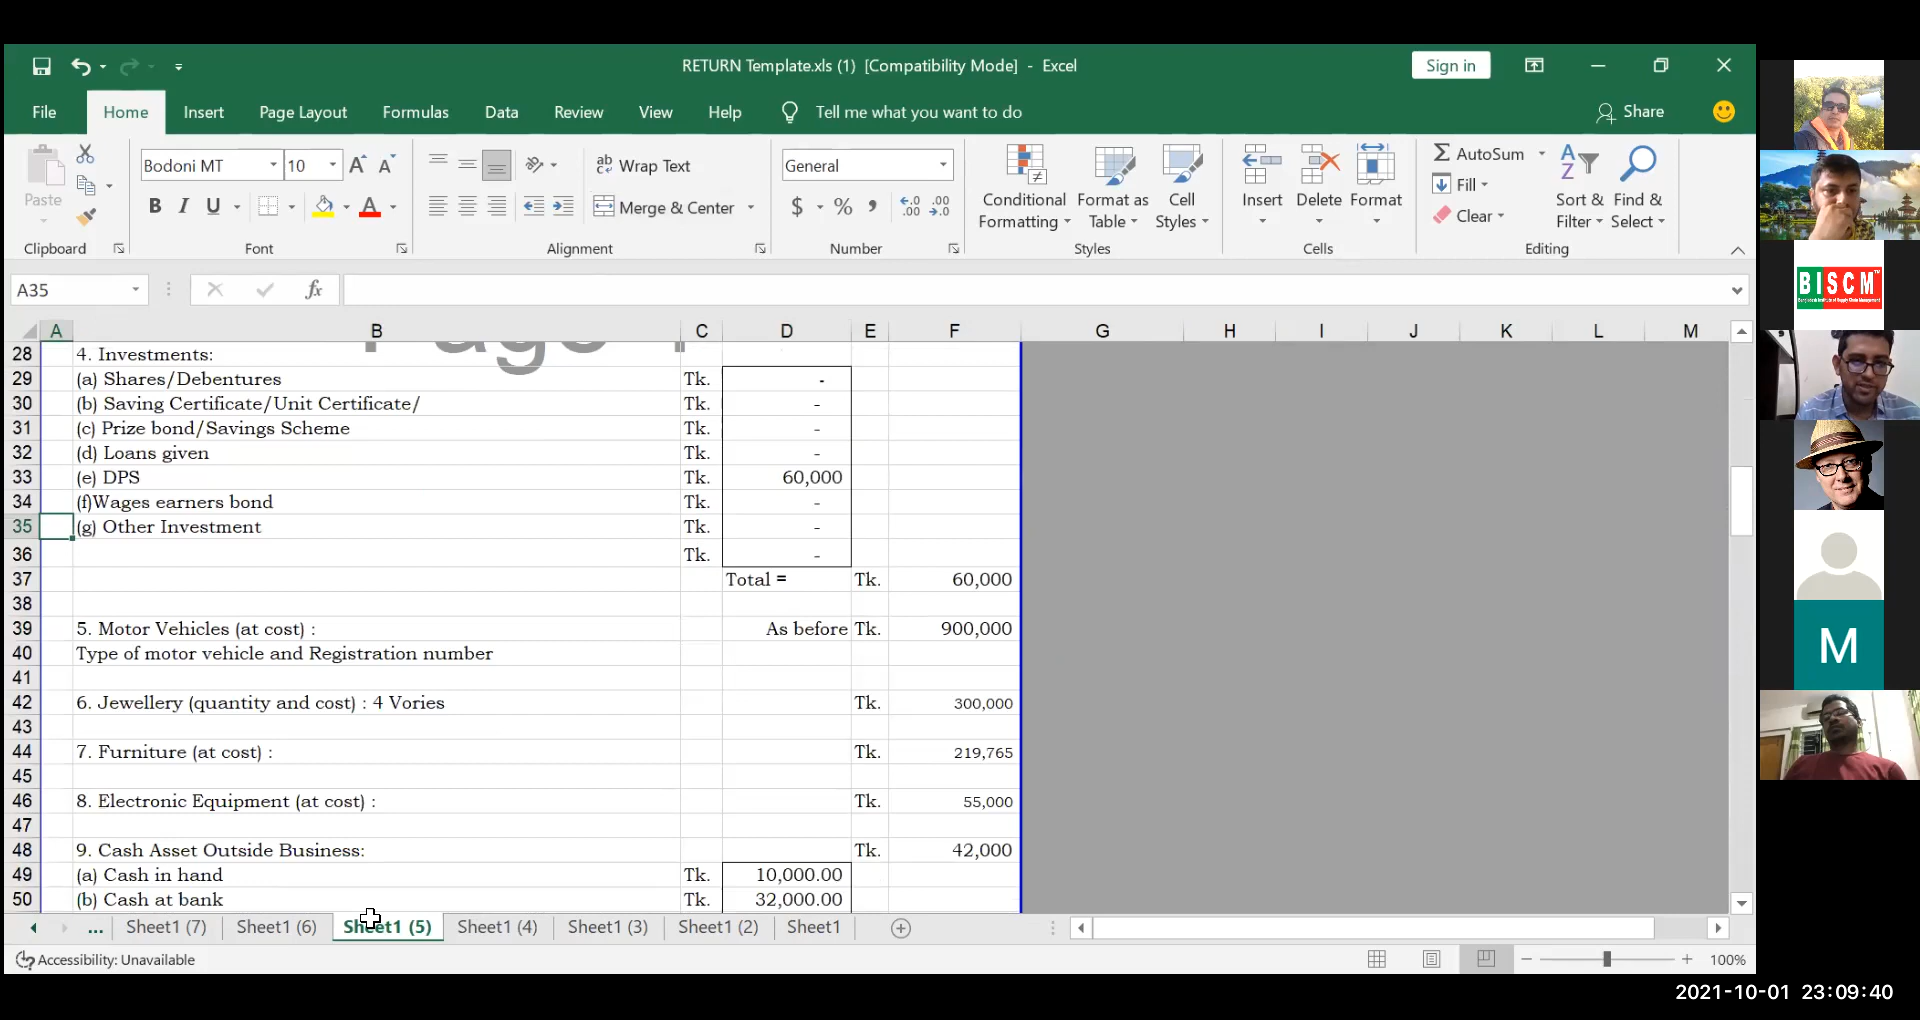 RETURN Template.xls (1) [Compatibility Mode] - Excel
Sign in
File Home Insert Page Layout Formulas Data Review View Help Tell me what you want to do Share
Paste
Bodoni MT 10
Wrap Text
Merge & Center
General
Conditional Formatting
Format as Table
Cell Styles
Insert Delete Format
AutoSum
Fill
Clear
Sort & Filter
Find & Select
Clipboard Font Alignment Number Styles Cells Editing
A35 fx
A B C D E F G H I J K L M
28 4. Investments:
29 (a) Shares/Debentures Tk. -
30 (b) Saving Certificate/Unit Certificate/ Tk. -
31 (c) Prize bond/Savings Scheme Tk. -
32 (d) Loans given Tk. -
33 (e) DPS Tk. 60,000
34 (f)Wages earners bond Tk. -
35 (g) Other Investment Tk. -
36 Tk. -
37 Total = Tk. 60,000
38
39 5. Motor Vehicles (at cost) : As before Tk. 900,000
40 Type of motor vehicle and Registration number
41
42 6. Jewellery (quantity and cost) : 4 Vories Tk. 300,000
43
44 7. Furniture (at cost) : Tk. 219,765
45
46 8. Electronic Equipment (at cost) : Tk. 55,000
47
48 9. Cash Asset Outside Business: Tk. 42,000
49 (a) Cash in hand Tk. 10,000.00
50 (b) Cash at bank Tk. 32,000.00
... Sheet1 (7) Sheet1 (6) Sheet1 (5) Sheet1 (4) Sheet1 (3) Sheet1 (2) Sheet1
Accessibility: Unavailable
100%
BISCM
Bangladesh Institute of Supply Chain Management
M
2021-10-01 23:09:40